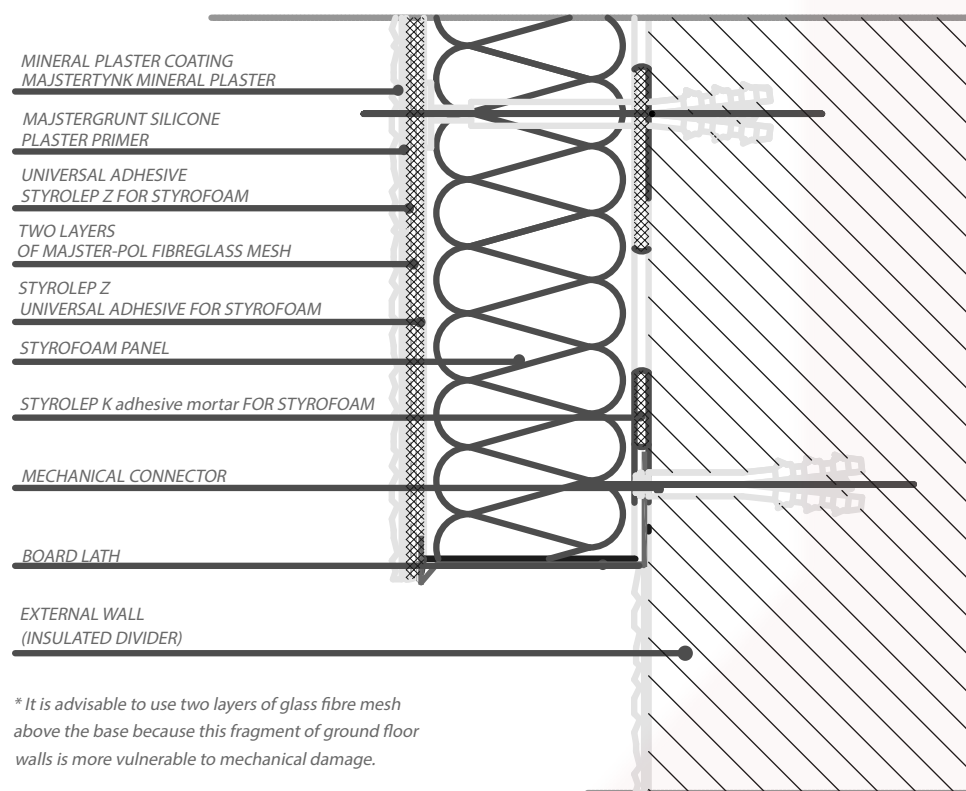 MINERAL PLASTER COATING
MAJSTERTYNK MINERAL PLASTER
MAJSTERGRUNT SILICONE
PLASTER PRIMER
UNIVERSAL ADHESIVE
STYROLEP Z FOR STYROFOAM
TWO LAYERS
OF MAJSTER-POL FIBREGLASS MESH
STYROLEP Z
UNIVERSAL ADHESIVE FOR STYROFOAM
STYROFOAM PANEL
STYROLEP K adhesive mortar FOR STYROFOAM
MECHANICAL CONNECTOR
BOARD LATH
EXTERNAL WALL
(INSULATED DIVIDER)
* It is advisable to use two layers of glass fibre mesh
above the base because this fragment of ground floor
walls is more vulnerable to mechanical damage.